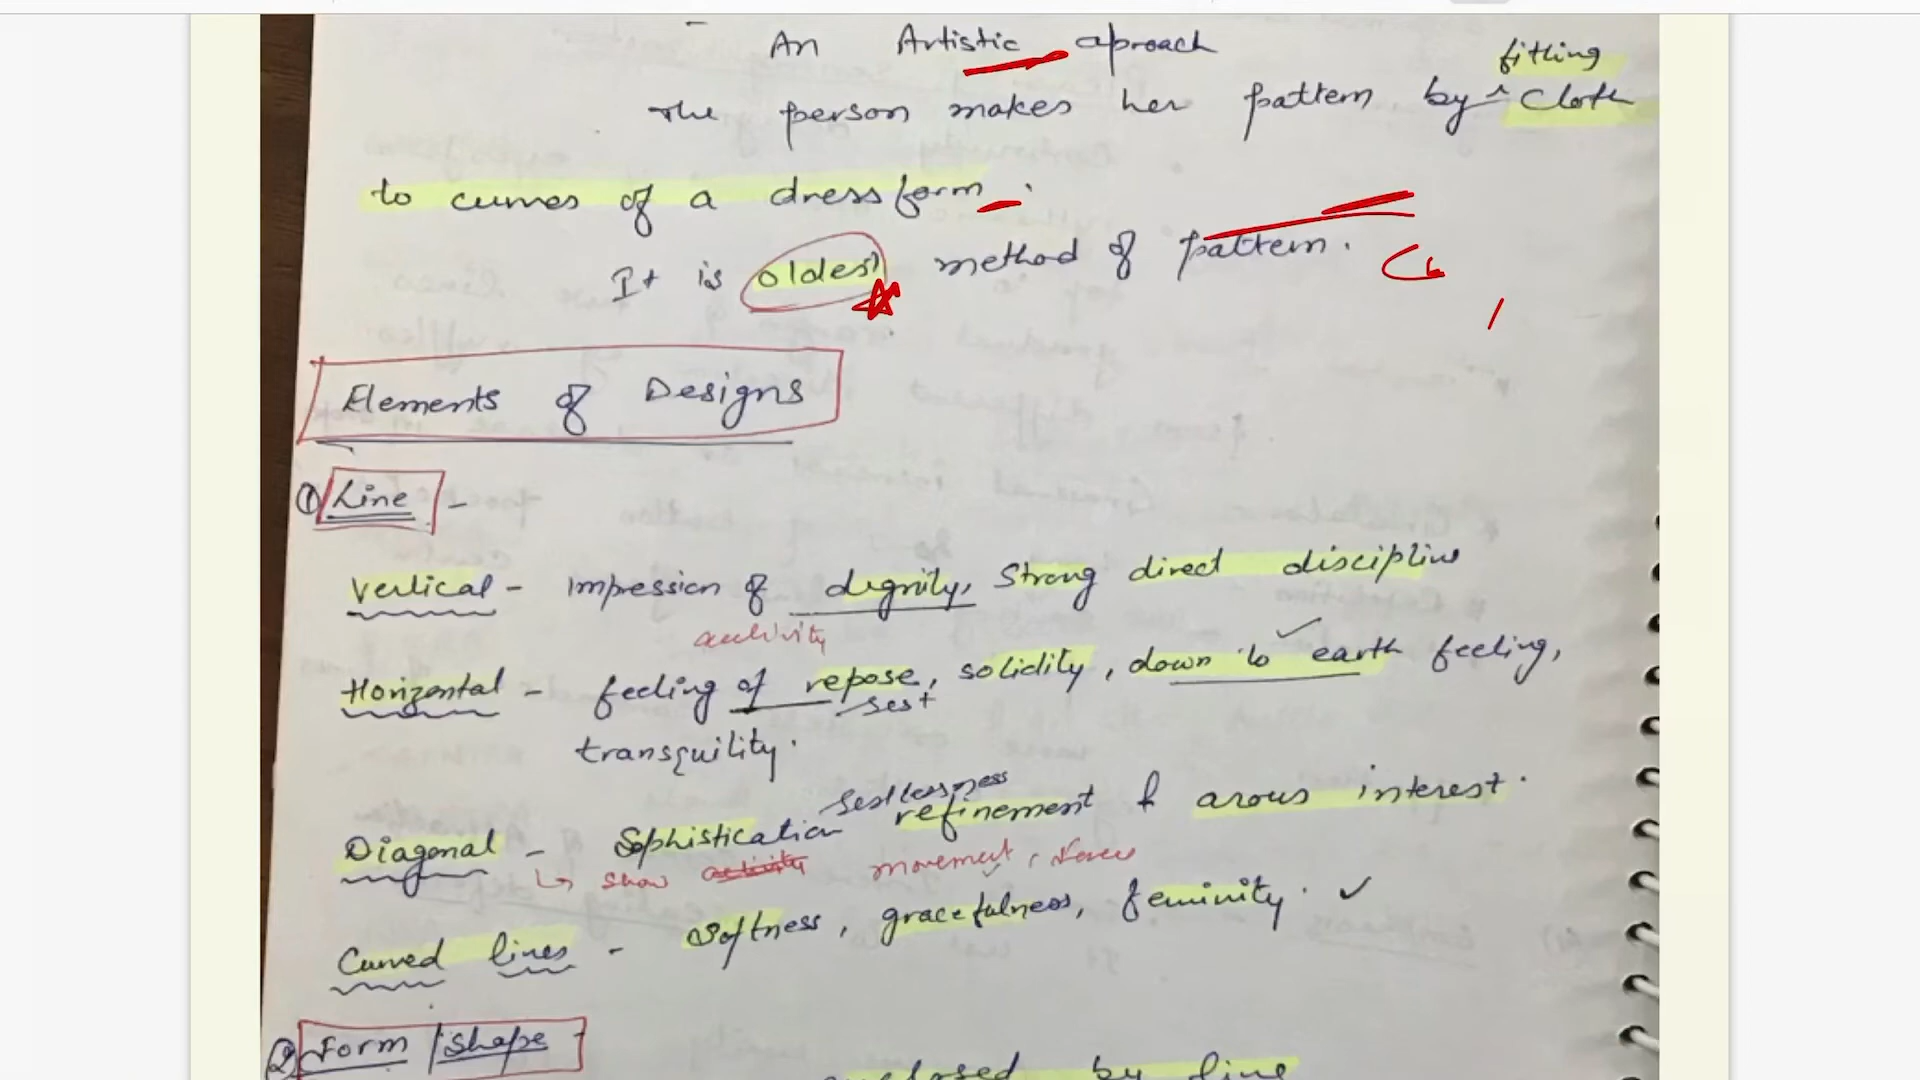 - An Artistic aproach
fitting
The person makes her pattern by ^ cloth
to curves of a dress form.
It is oldest method of pattern.
Elements of Designs
① Line -
Vertical - impression of dignity, Strong direct discipline
activity
Horizontal - feeling of repose, solidity, down to earth feeling,
rest
tranquility.
restlessness
Diagonal - Sophistication refinement & arous interest.
↳ show activity movement, force
Curved lines - Softness, gracefulness, feminity. ✓
② Form / shape
enclosed by line